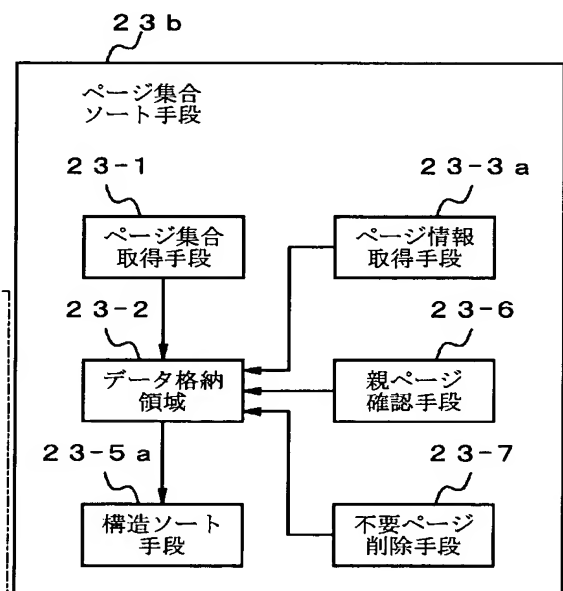 23b
ページ集合
ソート手段
23-1
ページ集合
取得手段
23-3a
ページ情報
取得手段
23-2
データ格納
領域
23-6
親ページ
確認手段
23-5a
構造ソート
手段
23-7
不要ページ
削除手段